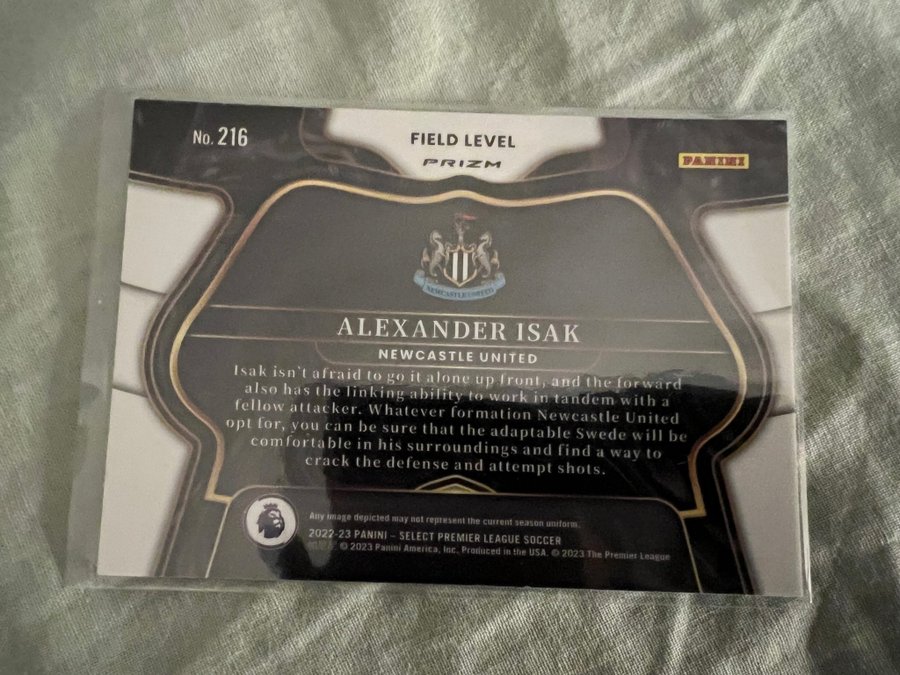 No. 216
FIELD LEVEL
PRIZM
PANINI
NEWCASTLE UNITED
ALEXANDER ISAK
NEWCASTLE UNITED
Isak isn't afraid to go it alone up front, and the forward
also has the linking ability to work in tandem with a
fellow attacker. Whatever formation Newcastle United
opt for, you can be sure that the adaptable Swede will be
comfortable in his surroundings and find a way to
crack the defense and attempt shots.
Any image depicted may not represent the current season uniform.
2022-23 PANINI – SELECT PREMIER LEAGUE SOCCER
© 2023 Panini America, Inc. Produced in the USA. © 2023 The Premier League